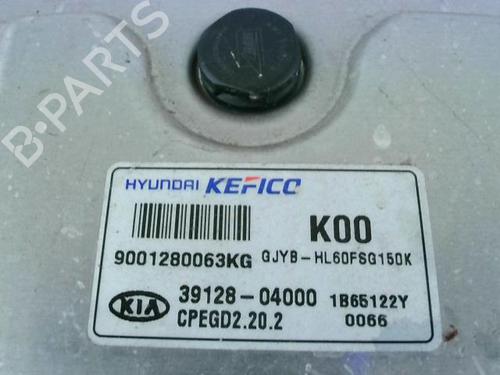 B-PARTS
HYUNDAI KEFICO
K00
9001280063KG GJYB-HL60FSG150K
KIA 39128-04000 1B65122Y
CPEGD2.20.2 0066